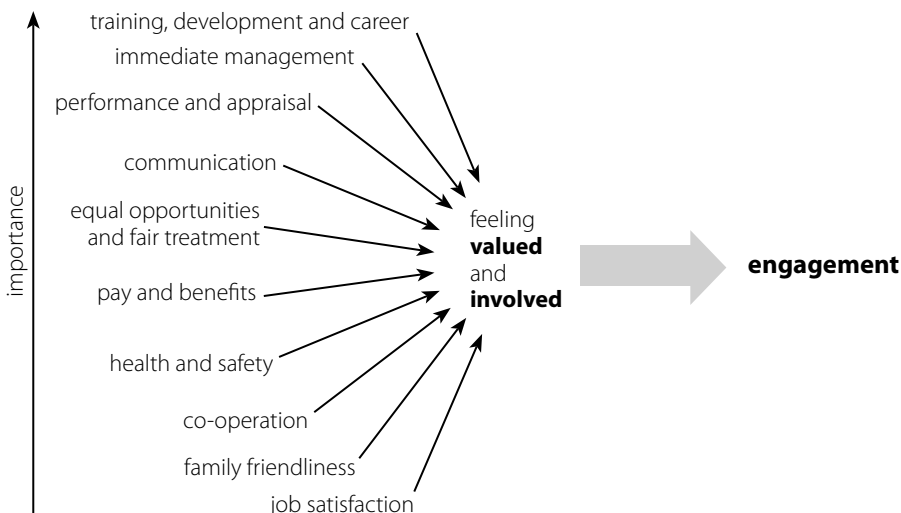 training, development and career
immediate management
performance and appraisal
communication
equal opportunities
and fair treatment
pay and benefits
health and safety
co-operation
family friendliness
job satisfaction
importance
feeling
valued
and
involved
engagement